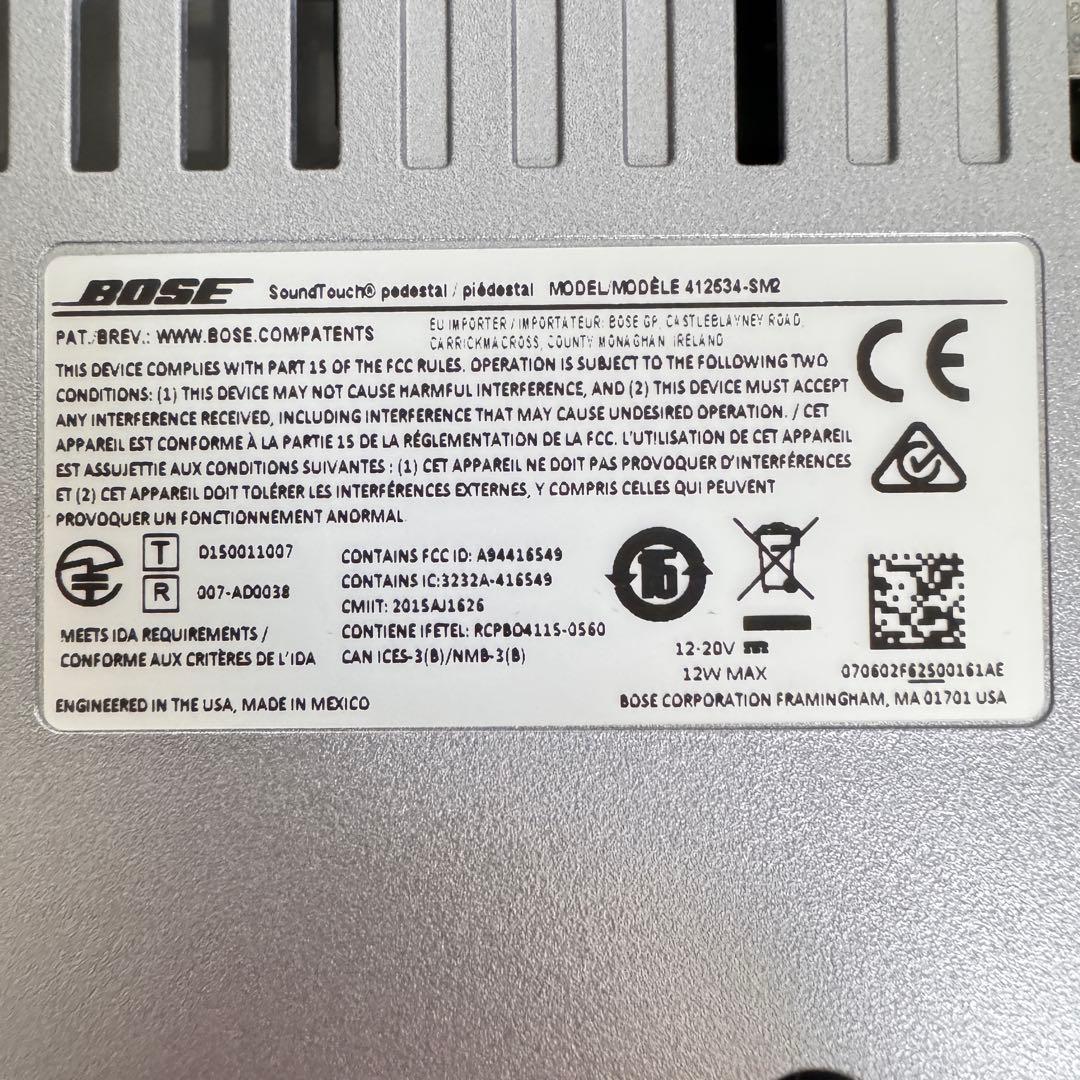 BOSE SoundTouch® pedestal / piédestal MODEL/MODÈLE 412534-SM2
PAT./BREV.: WWW.BOSE.COM/PATENTS
EU IMPORTER / IMPORTATEUR: BOSE GP, CASTLEBLAYNEY ROAD,
CARRICKMACROSS, COUNTY MONAGHAN IRELAND
THIS DEVICE COMPLIES WITH PART 15 OF THE FCC RULES. OPERATION IS SUBJECT TO THE FOLLOWING TWO
CONDITIONS: (1) THIS DEVICE MAY NOT CAUSE HARMFUL INTERFERENCE, AND (2) THIS DEVICE MUST ACCEPT
ANY INTERFERENCE RECEIVED, INCLUDING INTERFERENCE THAT MAY CAUSE UNDESIRED OPERATION. / CET
APPAREIL EST CONFORME À LA PARTIE 15 DE LA RÉGLEMENTATION DE LA FCC. L'UTILISATION DE CET APPAREIL
EST ASSUJETTIE AUX CONDITIONS SUIVANTES : (1) CET APPAREIL NE DOIT PAS PROVOQUER D'INTERFÉRENCES
ET (2) CET APPAREIL DOIT TOLÉRER LES INTERFÉRENCES EXTERNES, Y COMPRIS CELLES QUI PEUVENT
PROVOQUER UN FONCTIONNEMENT ANORMAL.
CE
T D150011007
R 007-AD0038
MEETS IDA REQUIREMENTS /
CONFORME AUX CRITÈRES DE L'IDA
CONTAINS FCC ID: A94416549
CONTAINS IC:3232A-416549
CMIIT: 2015AJ1626
CONTIENE IFETEL: RCPBO4115-0560
CAN ICES-3(B)/NMB-3(B)
15
12-20V
12W MAX
070602F62500161AE
ENGINEERED IN THE USA, MADE IN MEXICO
BOSE CORPORATION FRAMINGHAM, MA 01701 USA